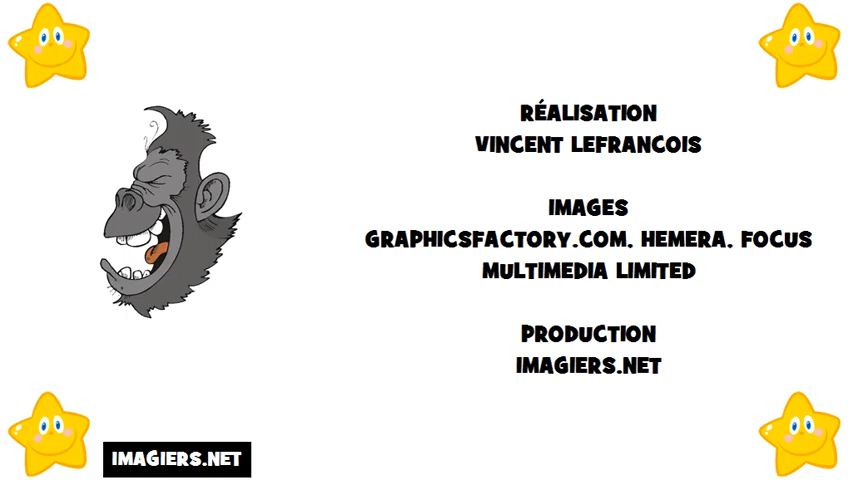 RÉALISATION
VINCENT LEFRANCOIS
IMAGES
GRAPHICSFACTORY.COM, HEMERA, FOCUS
MULTIMEDIA LIMITED
PRODUCTION
IMAGIERS.NET
IMAGIERS.NET